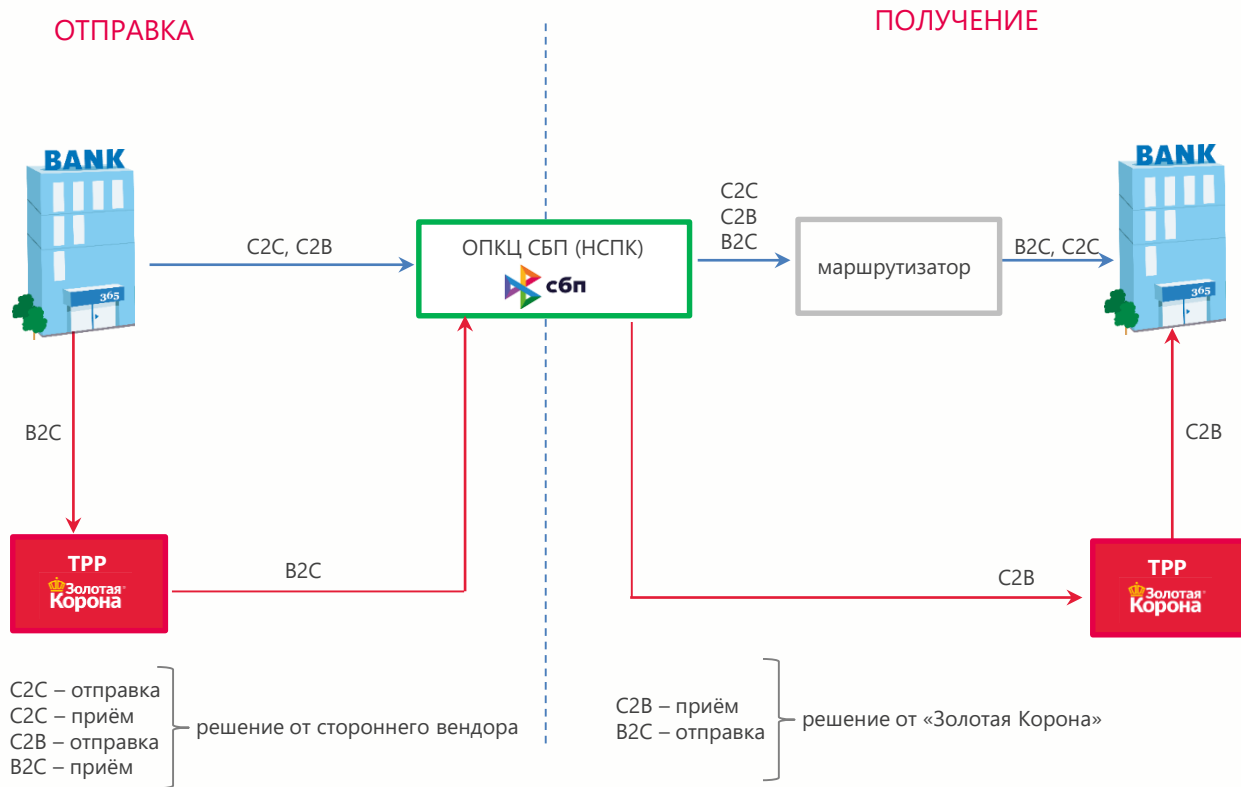 ОТПРАВКА
ПОЛУЧЕНИЕ
BANK
365
C2C, C2B
ОПКЦ СБП (НСПК)
сбп
C2C
C2B
B2C
маршрутизатор
B2C, C2C
BANK
365
B2C
C2B
ТРР
Золотая
Корона
B2C
C2B
ТРР
Золотая
Корона
C2C – отправка
C2C – приём
C2B – отправка
B2C – приём
решение от стороннего вендора
C2B – приём
B2C – отправка
решение от «Золотая Корона»